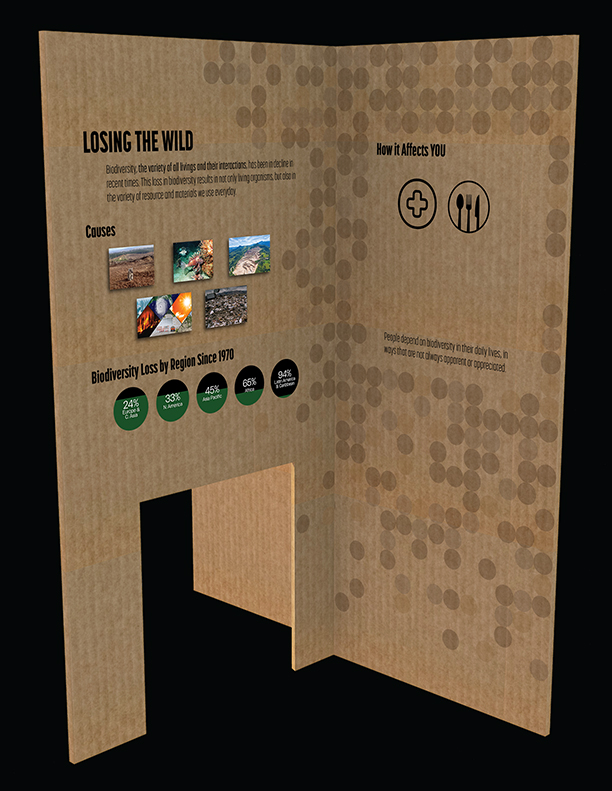 LOSING THE WILD
Biodiversity, the variety of all livings and their interactions, has been in decline in
recent times. This loss in biodiversity results in not only living organisms, but also in
the variety of resource and materials we use everyday.
Causes
Biodiversity Loss by Region Since 1970
24%
Europe &
C. Asia
33%
N. America
45%
Asia Pacific
65%
Africa
94%
Latin America
& Caribbean
How it Affects YOU
People depend on biodiversity in their daily lives, in
ways that are not always apparent or appreciated